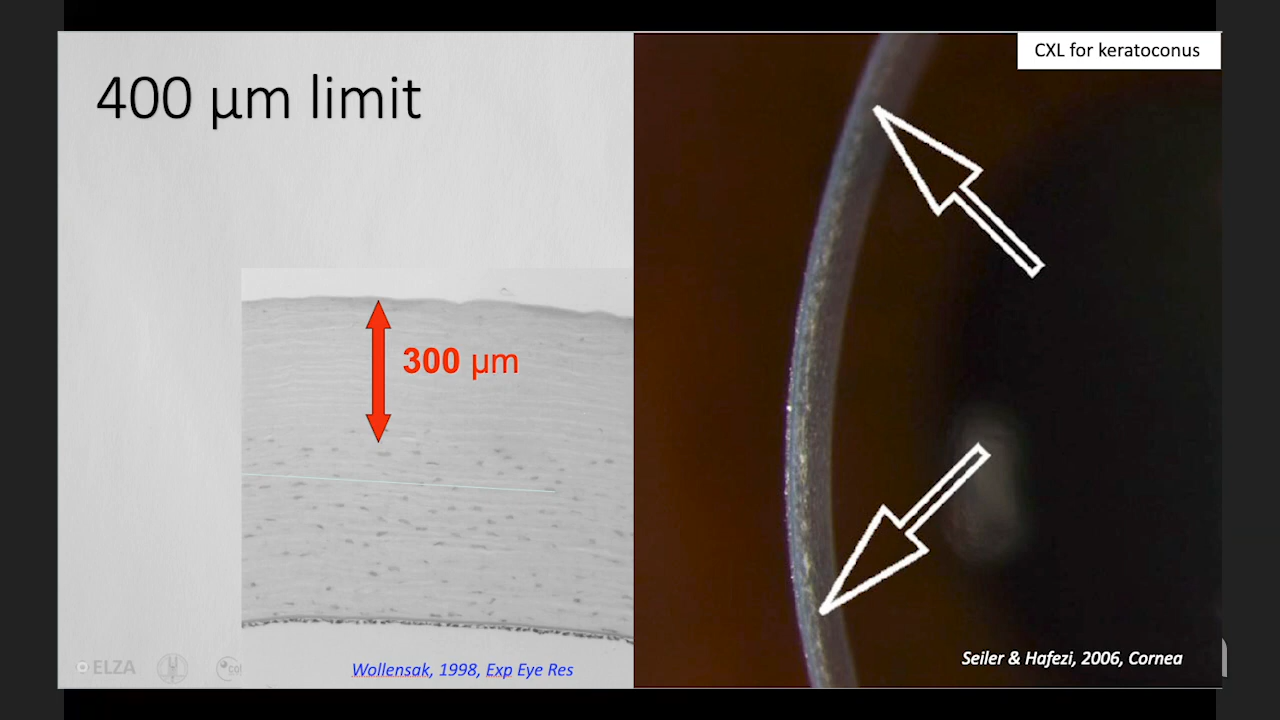 CXL for keratoconus
400 µm limit
300 µm
Wollensak, 1998, Exp Eye Res
Seiler & Hafezi, 2006, Cornea
ELZA